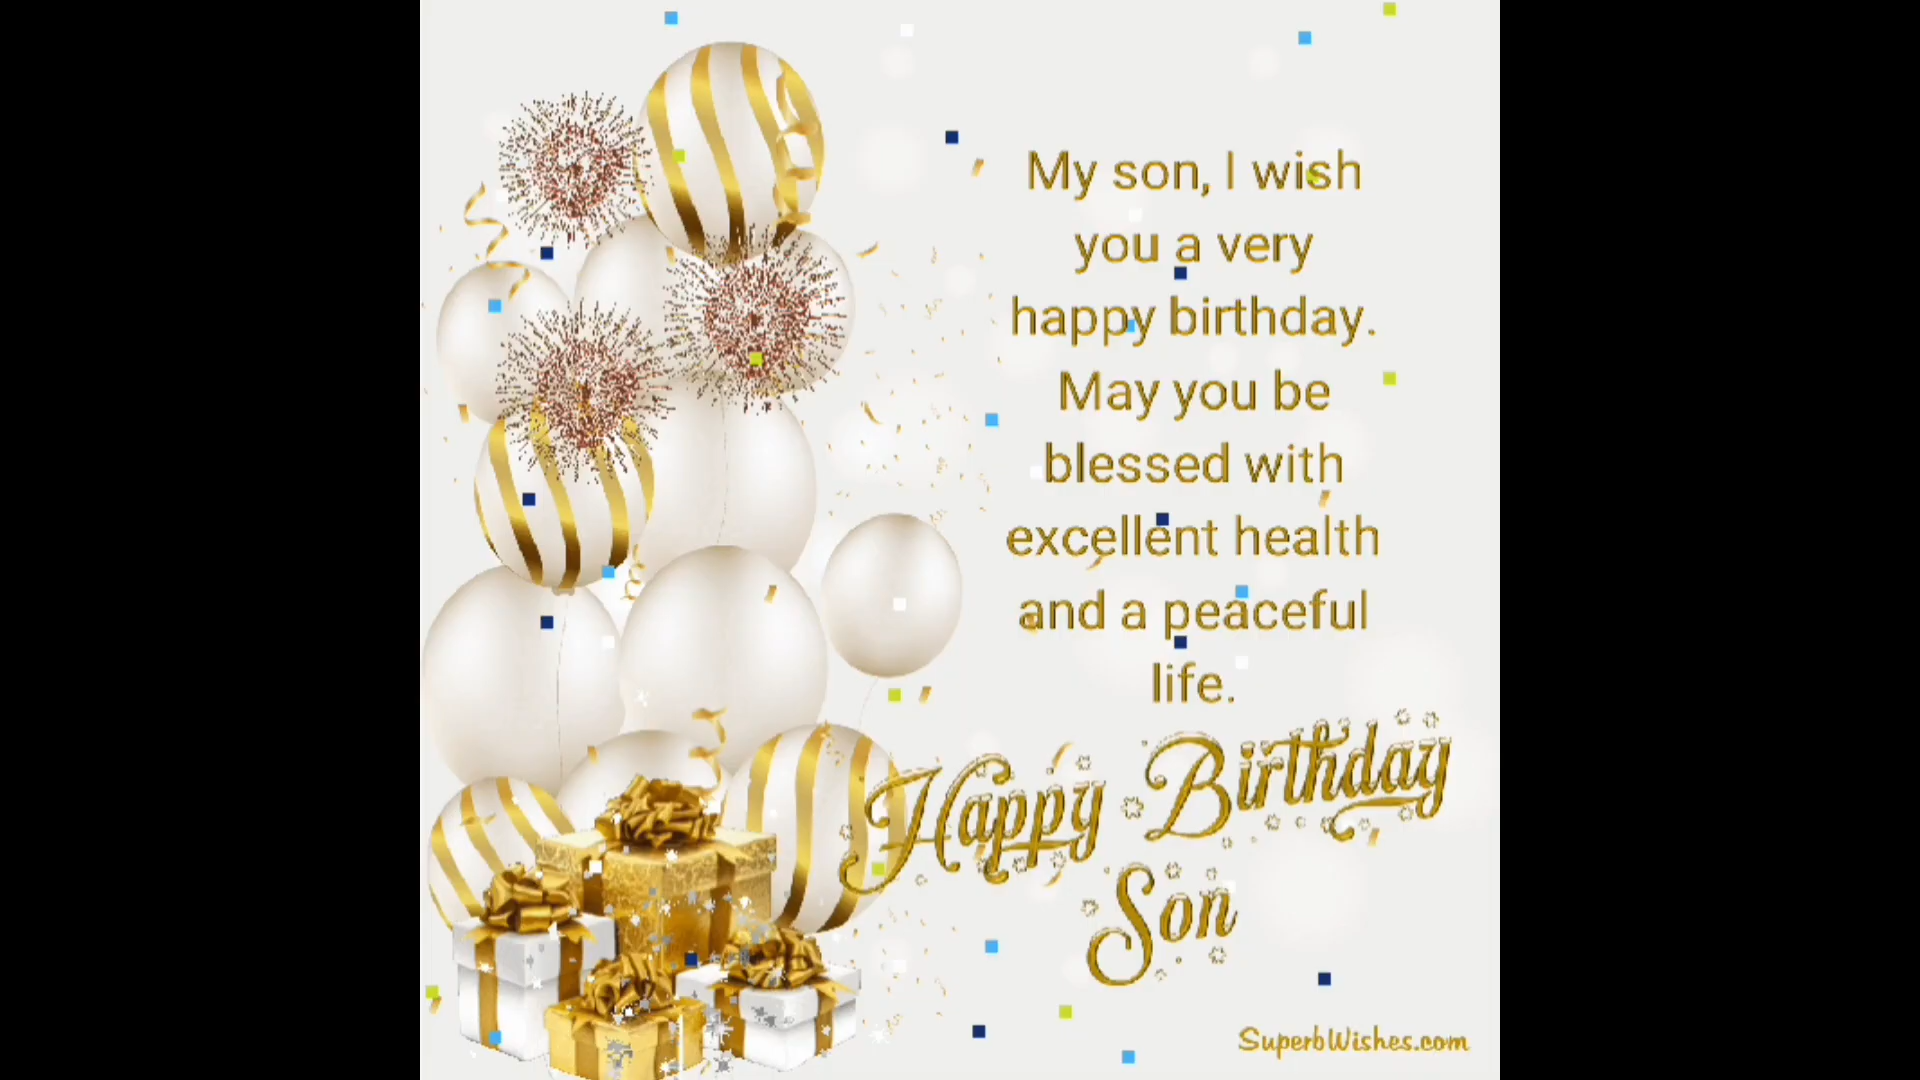 My son, I wish
you a very
happy birthday.
May you be
blessed with
excellent health
and a peaceful
life.
Happy Birthday
Son
SuperbWishes.com